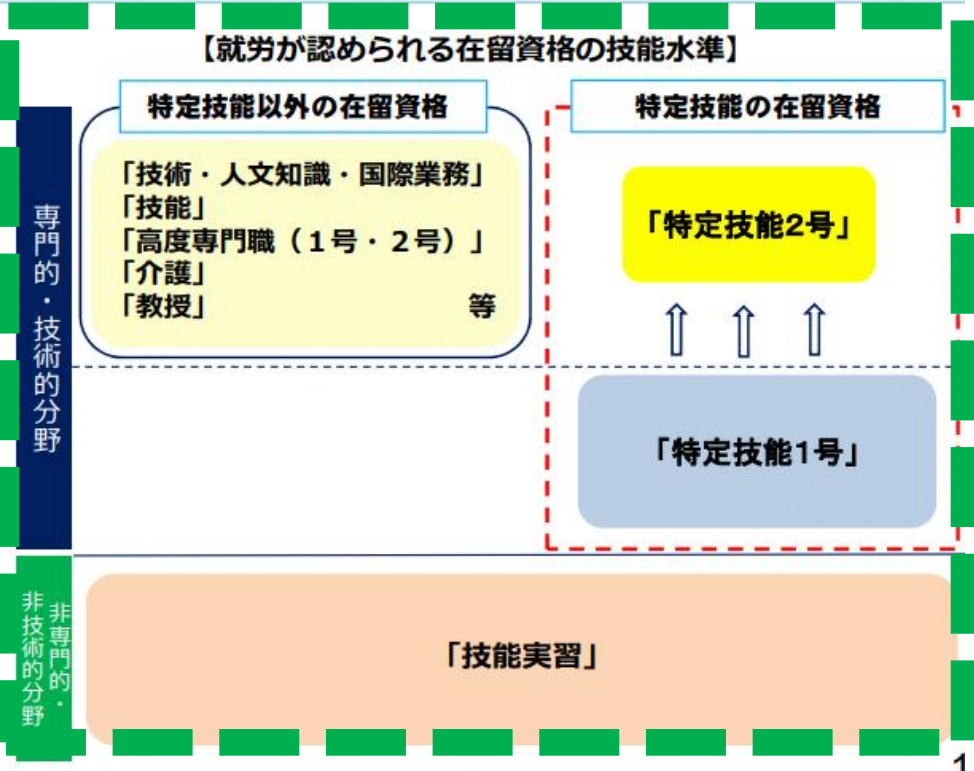 【就労が認められる在留資格の技能水準】
特定技能以外の在留資格
特定技能の在留資格
専門的・技術的分野
「技術・人文知識・国際業務」
「技能」
「高度専門職（１号・２号）」
「介護」
「教授」 等
「特定技能2号」
「特定技能1号」
非専門的・
非技術的分野
「技能実習」
1